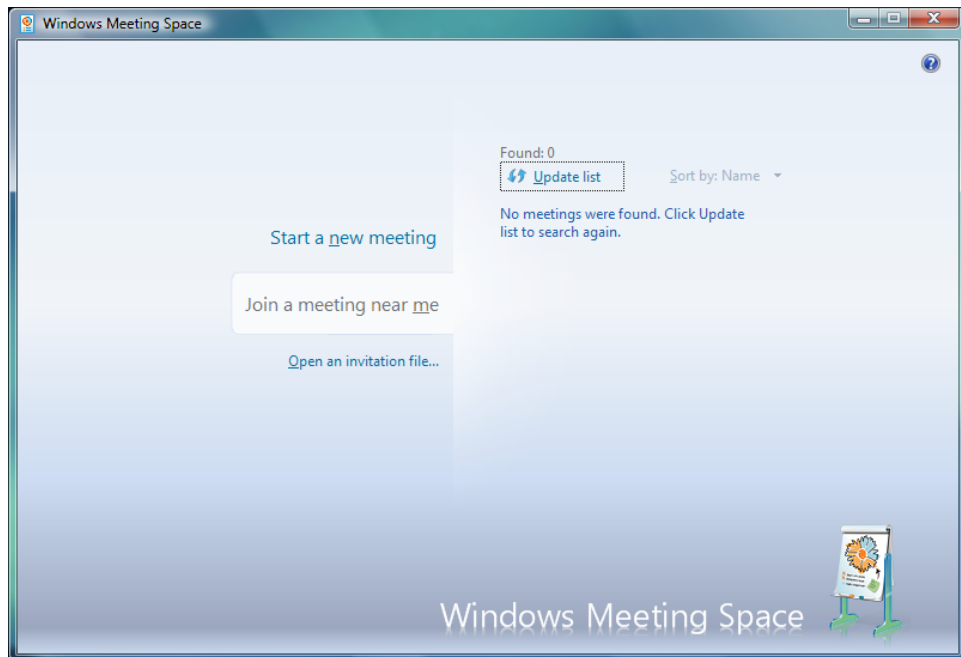 Windows Meeting Space
Found: 0
Update list
Sort by: Name
No meetings were found. Click Update
list to search again.
Start a new meeting
Join a meeting near me
Open an invitation file...
Windows Meeting Space